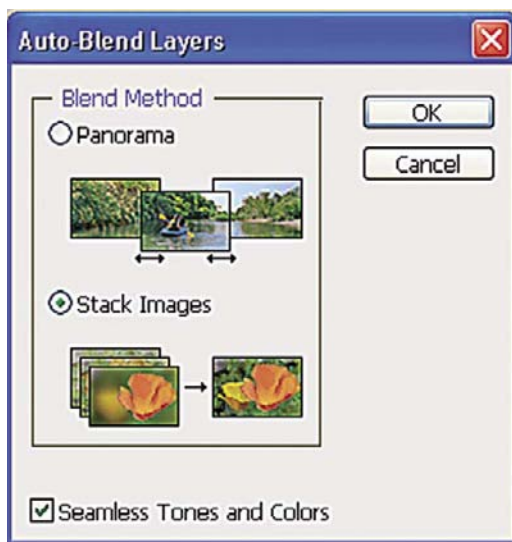 Auto-Blend Layers
Blend Method
Panorama
Stack Images
Seamless Tones and Colors
OK
Cancel